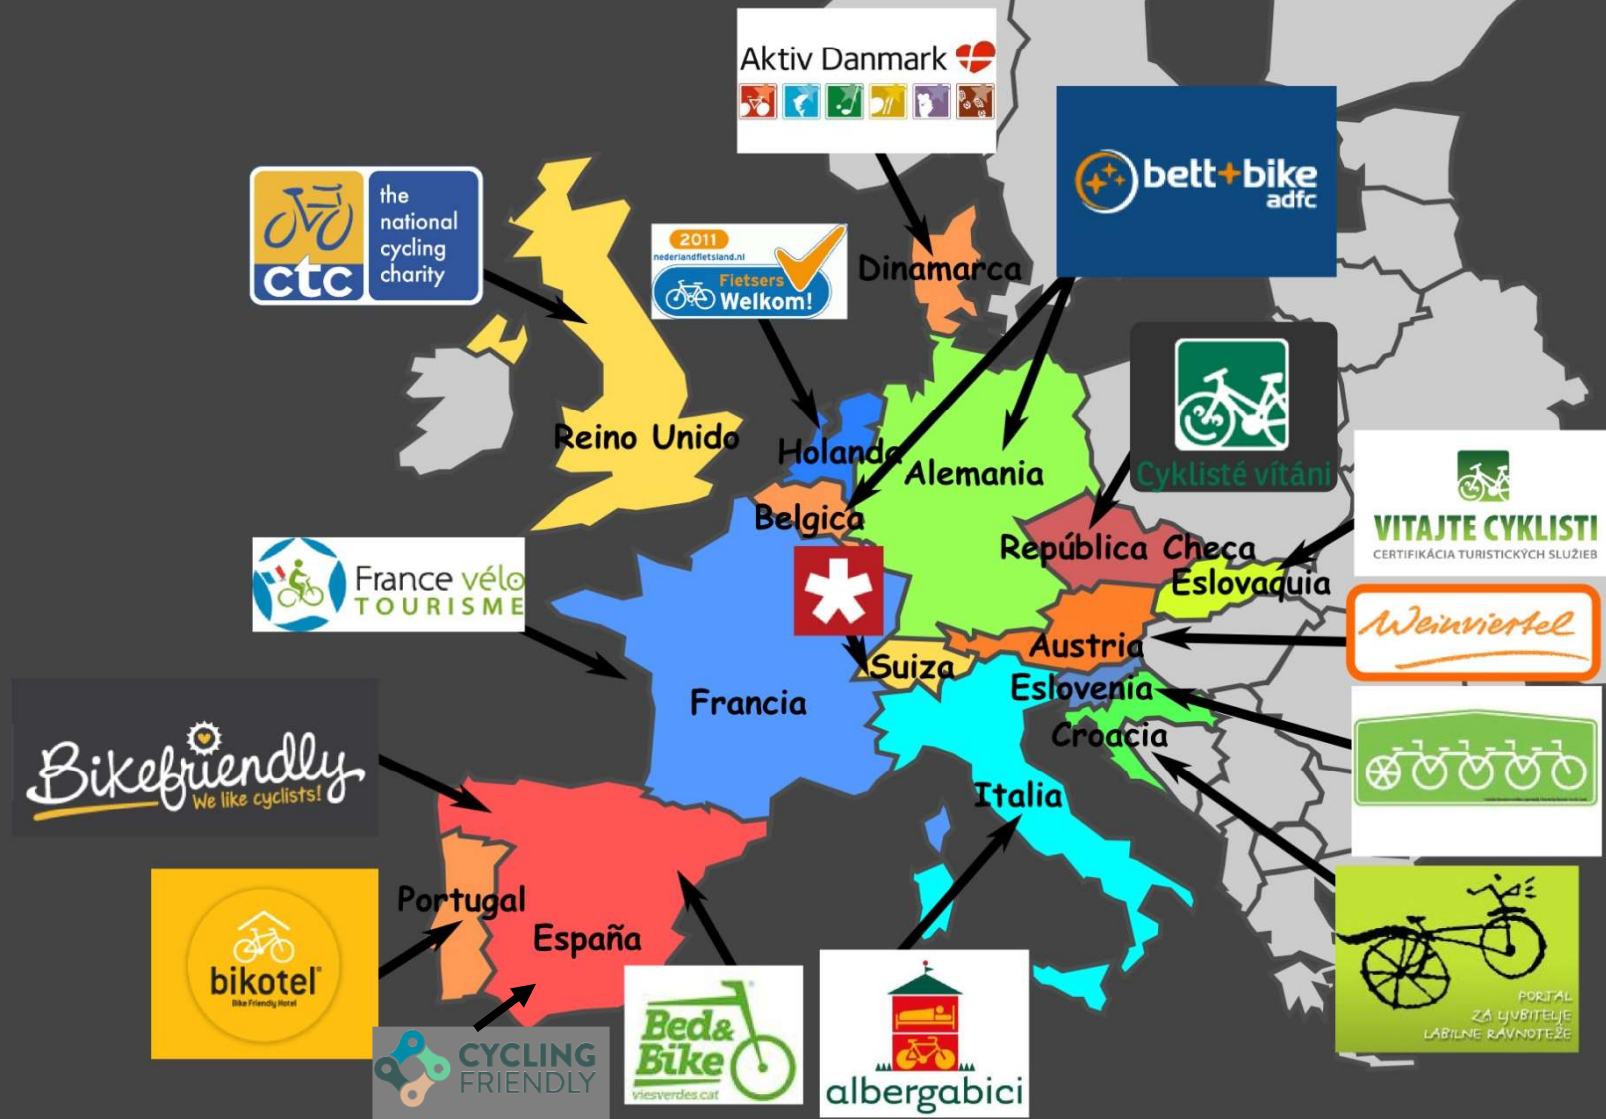 Aktiv Danmark
bett+bike
adfc
ctc
the
national
cycling
charity
2011
nederlandfietsland.nl
Fietsers
Welkom!
Dinamarca
Cyklisté vítáni
Reino Unido
Holanda
Alemania
VITAJTE CYKLISTI
CERTIFIKÁCIA TURISTICKÝCH SLUŽIEB
Belgica
República Checa
Eslovaquia
France vélo
TOURISME
Weinviertel
Austria
Suiza
Eslovenia
Francia
Croacia
Bikefriendly
We like cyclists!
Italia
Portugal
España
bikotel®
Bike Friendly Hotel
PORTAL
ZA LJUBITELJE
LABILNE RAVNOTEŽE
Bed&
Bike
viesverdes.cat
CYCLING
FRIENDLY
albergabici